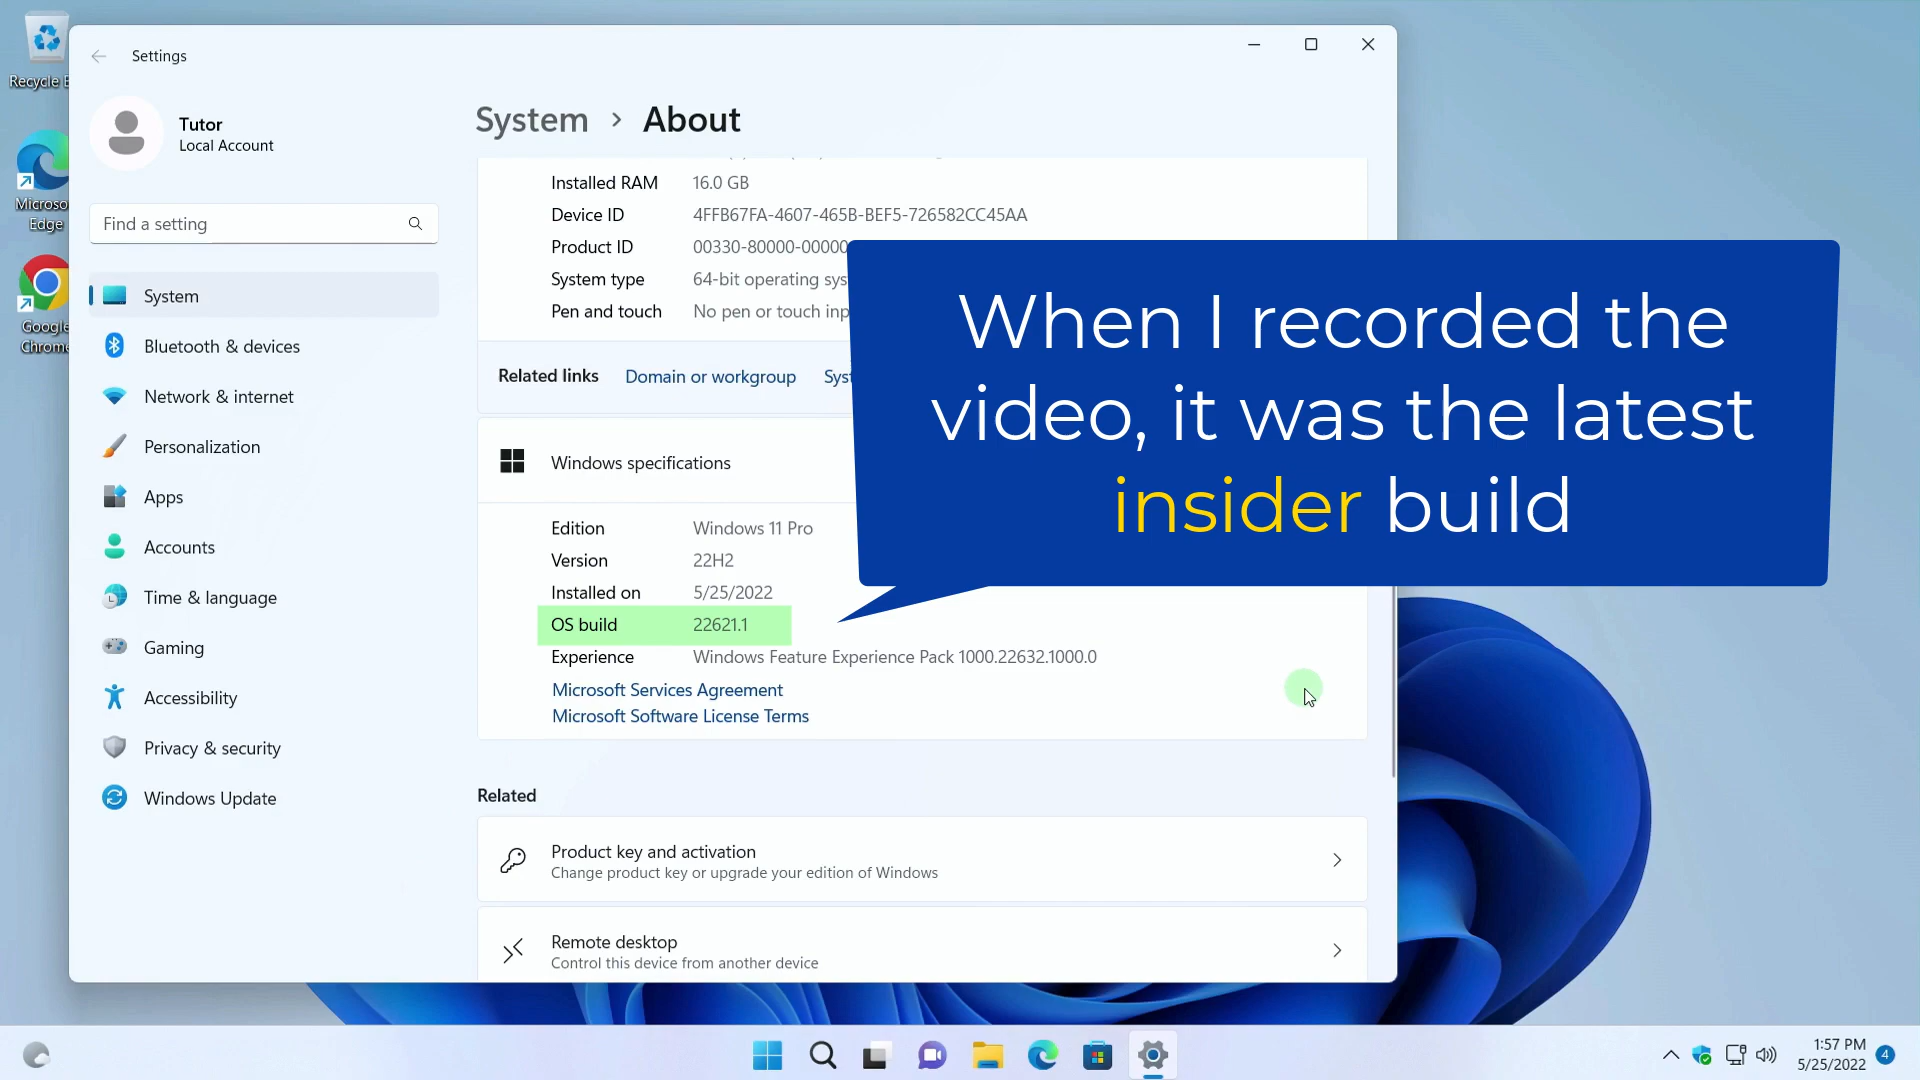 Recycle
Microso
Edge
Google
Chrome
Settings
Tutor
Local Account
Find a setting
System
Bluetooth & devices
Network & internet
Personalization
Apps
Accounts
Time & language
Gaming
Accessibility
Privacy & security
Windows Update
System > About
Installed RAM 16.0 GB
Device ID 4FFB67FA-4607-465B-BEF5-726582CC45AA
Product ID 00330-80000-00000
System type 64-bit operating sys
Pen and touch No pen or touch inp
Related links Domain or workgroup Syst
Windows specifications
Edition Windows 11 Pro
Version 22H2
Installed on 5/25/2022
OS build 22621.1
Experience Windows Feature Experience Pack 1000.22632.1000.0
Microsoft Services Agreement
Microsoft Software License Terms
Related
Product key and activation
Change product key or upgrade your edition of Windows
Remote desktop
Control this device from another device
When I recorded the
video, it was the latest
insider build
1:57 PM
5/25/2022
4